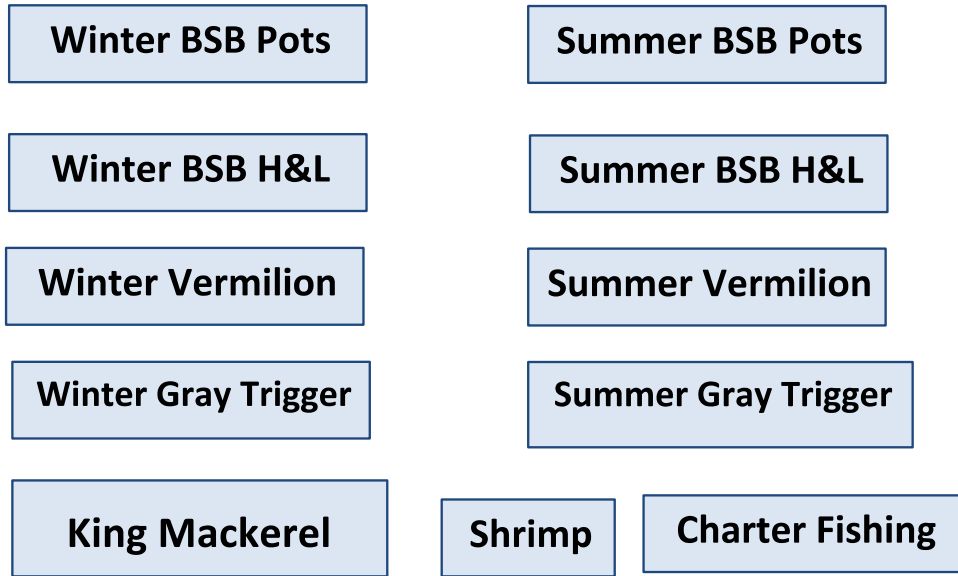 Winter BSB Pots
Summer BSB Pots
Winter BSB H&L
Summer BSB H&L
Winter Vermilion
Summer Vermilion
Winter Gray Trigger
Summer Gray Trigger
King Mackerel
Shrimp
Charter Fishing